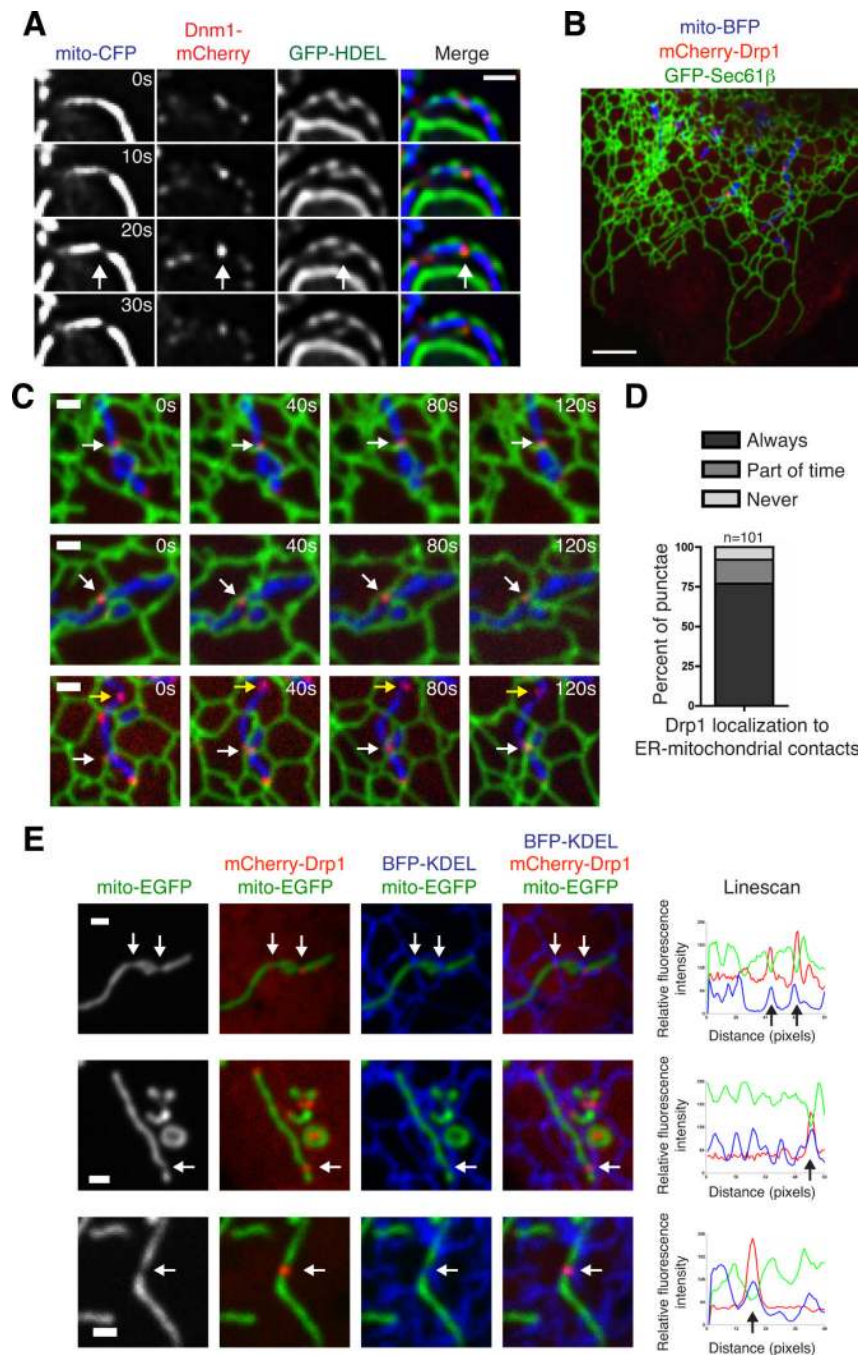 A
mito-CFP
Dnm1-
mCherry
GFP-HDEL
Merge
0s
10s
20s
30s
B
mito-BFP
mCherry-Drp1
GFP-Sec61β
C
0s
40s
80s
120s
0s
40s
80s
120s
0s
40s
80s
120s
D
Always
Part of time
Never
n=101
100
75
50
25
0
Percent of punctae
Drp1 localization to
ER-mitochondrial contacts
E
mito-EGFP
mCherry-Drp1
mito-EGFP
BFP-KDEL
mito-EGFP
BFP-KDEL
mCherry-Drp1
mito-EGFP
Linescan
Relative fluorescence
intensity
Distance (pixels)
Relative fluorescence
intensity
Distance (pixels)
Relative fluorescence
intensity
Distance (pixels)